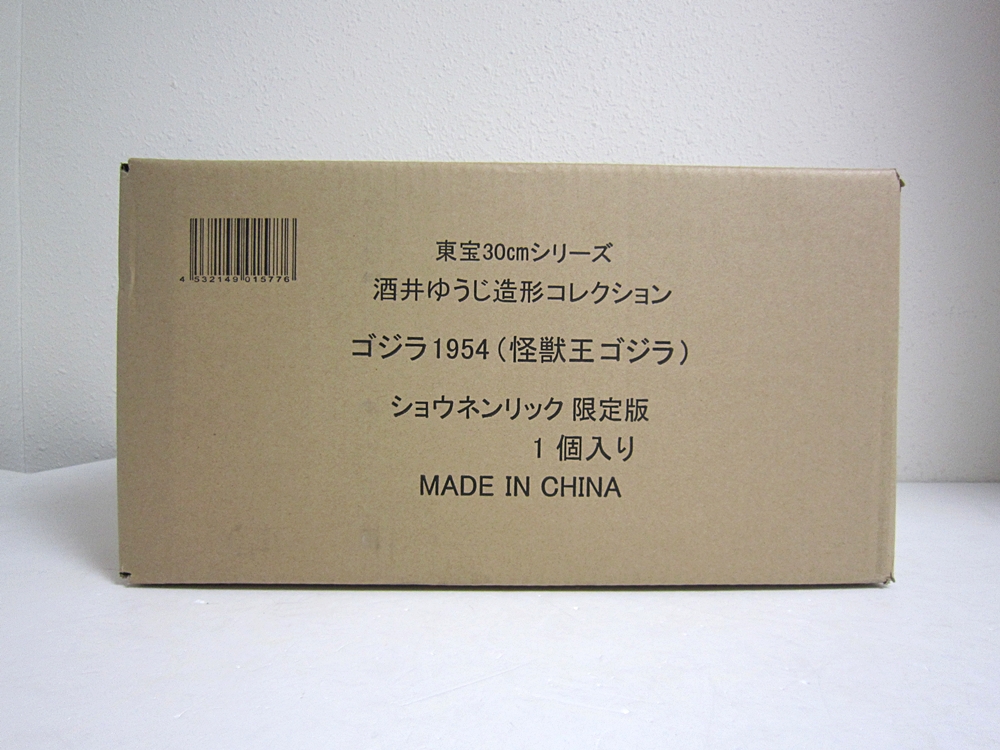 4 532149 015776
東宝30cmシリーズ
酒井ゆうじ造形コレクション
ゴジラ1954(怪獣王ゴジラ)
ショウネンリック 限定版
1 個入り
MADE IN CHINA